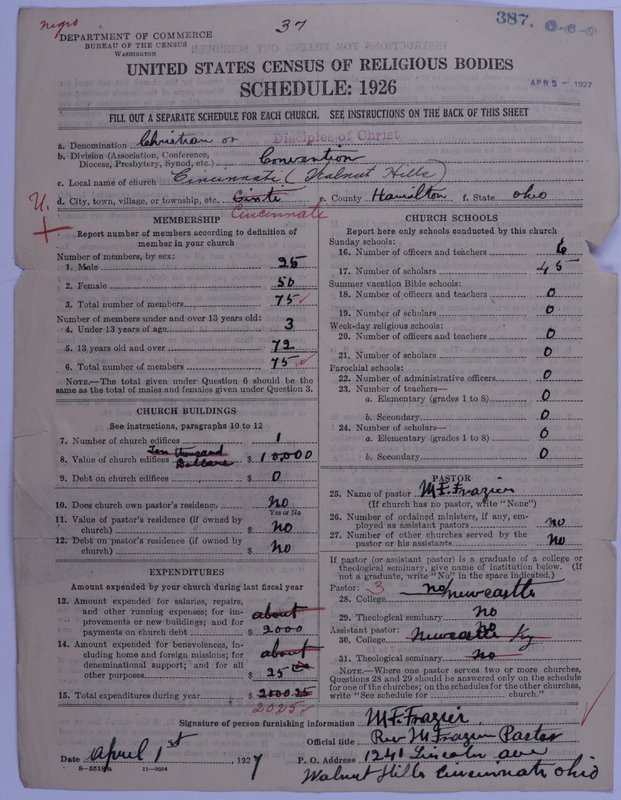 negro
37
387. 0-6-0
DEPARTMENT OF COMMERCE
BUREAU OF THE CENSUS
WASHINGTON
UNITED STATES CENSUS OF RELIGIOUS BODIES
SCHEDULE: 1926
APR 5 - 1927
FILL OUT A SEPARATE SCHEDULE FOR EACH CHURCH. SEE INSTRUCTIONS ON THE BACK OF THIS SHEET
a. Denomination Christian or Disciples of Christ
b. Division (Association, Conference, Diocese, Presbytery, Synod, etc.) Convention
c. Local name of church Cincinnati (Walnut Hills)
d. City, town, village, or township, etc. Cinti e. County Hamilton f. State Ohio
U.
Cincinnate
MEMBERSHIP
Report number of members according to definition of
member in your church
Number of members, by sex:
1. Male 25
2. Female 50
3. Total number of members 75
Number of members under and over 13 years old:
4. Under 13 years of age 3
5. 13 years old and over 72
6. Total number of members 75
NOTE.—The total given under Question 6 should be the
same as the total of males and females given under Question 3.
CHURCH BUILDINGS
See instructions, paragraphs 10 to 12
7. Number of church edifices 1
8. Value of church edifices Ten thousand Dollars $ 10,000
9. Debt on church edifices $ 0
10. Does church own pastor's residence No
Yes or No
11. Value of pastor's residence (if owned by
church) $ No
12. Debt on pastor's residence (if owned by
church) $ No
EXPENDITURES
Amount expended by your church during last fiscal year
13. Amount expended for salaries, repairs,
and other running expenses; for im- about
provements or new buildings; and for
payments on church debt $ 2000
14. Amount expended for benevolences, in-
cluding home and foreign missions; for about
denominational support; and for all
other purposes $ 25 00
15. Total expenditures during year $ 2000.25
2025
CHURCH SCHOOLS
Report here only schools conducted by this church
Sunday schools:
16. Number of officers and teachers 6
17. Number of scholars 45
Summer vacation Bible schools:
18. Number of officers and teachers 0
19. Number of scholars 0
Week-day religious schools:
20. Number of officers and teachers 0
21. Number of scholars 0
Parochial schools:
22. Number of administrative officers 0
23. Number of teachers—
a. Elementary (grades 1 to 8) 0
b. Secondary 0
24. Number of scholars—
a. Elementary (grades 1 to 8) 0
b. Secondary 0
PASTOR
25. Name of pastor M.F. Frazier
(If church has no pastor, write "None")
26. Number of ordained ministers, if any, em-
ployed as assistant pastors no
27. Number of other churches served by the
pastor or his assistants No
If pastor (or assistant pastor) is a graduate of a college or
theological seminary, give name of institution below. (If
not a graduate, write "No" in the space indicated.)
Pastor: 3
28. College no Newcastle
29. Theological seminary No
Assistant pastor: No
30. College Newcastle Ky
31. Theological seminary No
NOTE.—Where one pastor serves two or more churches,
Questions 28 and 29 should be answered only on the schedule
for one of the churches; on the schedules for the other churches,
write "See schedule for church."
Signature of person furnishing information M.F. Frazier.
Official title Rev M. Frazier Pastor
Date April 1st, 1927 P. O. Address 1241 Lincoln ave
8-5518a 11-9034
Walnut Hills Cincinnate Ohio